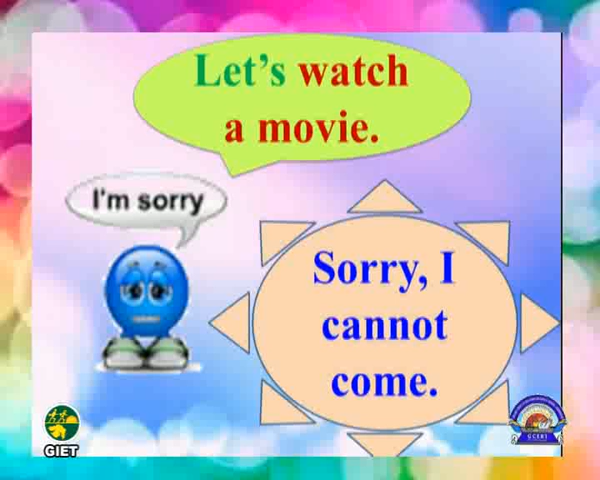 Let's watch
a movie.
I'm sorry
Sorry, I
cannot
come.
GIET